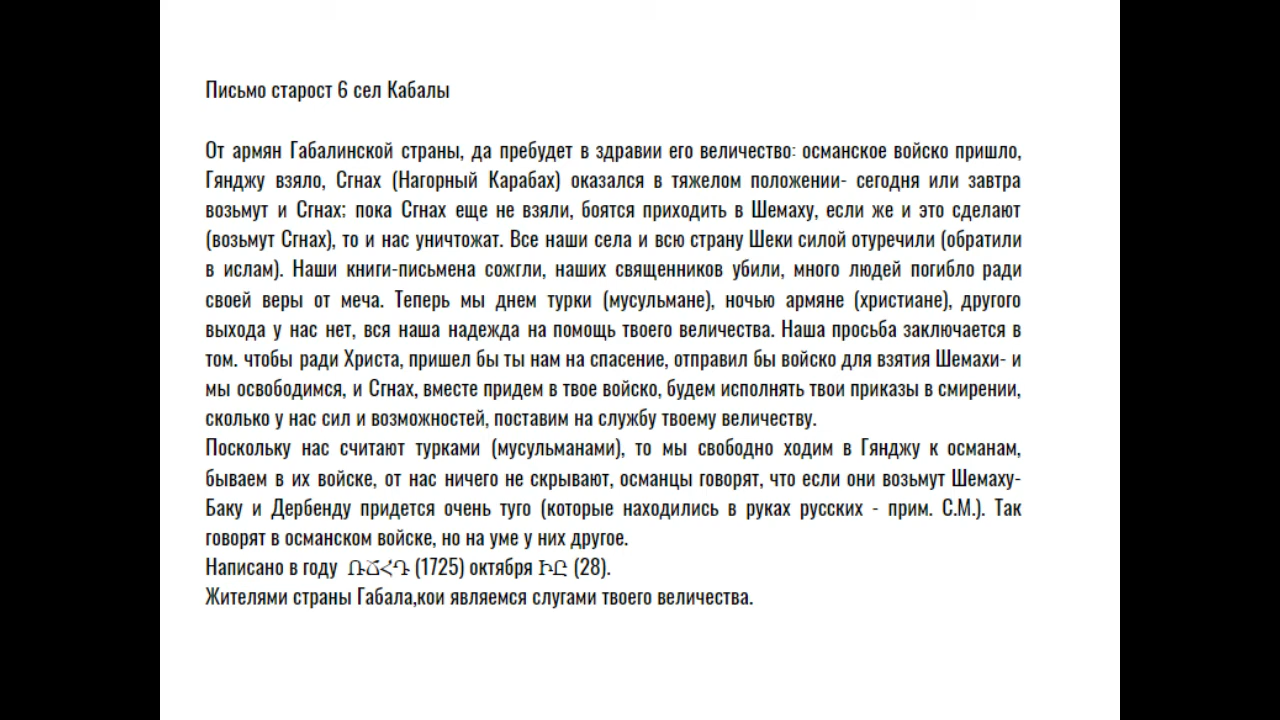 Письмо старост 6 сел Кабалы
От армян Габалинской страны, да пребудет в здравии его величество: османское войско пришло,
Гянджу взяло, Сгнах (Нагорный Карабах) оказался в тяжелом положении- сегодня или завтра
возьмут и Сгнах; пока Сгнах еще не взяли, боятся приходить в Шемаху, если же и это сделают
(возьмут Сгнах), то и нас уничтожат. Все наши села и всю страну Шеки силой отуречили (обратили
в ислам). Наши книги-письмена сожгли, наших священников убили, много людей погибло ради
своей веры от меча. Теперь мы днем турки (мусульмане), ночью армяне (христиане), другого
выхода у нас нет, вся наша надежда на помощь твоего величества. Наша просьба заключается в
том. чтобы ради Христа, пришел бы ты нам на спасение, отправил бы войско для взятия Шемахи- и
мы освободимся, и Сгнах, вместе придем в твое войско, будем исполнять твои приказы в смирении,
сколько у нас сил и возможностей, поставим на службу твоему величеству.
Поскольку нас считают турками (мусульманами), то мы свободно ходим в Гянджу к османам,
бываем в их войске, от нас ничего не скрывают, османцы говорят, что если они возьмут Шемаху-
Баку и Дербенду придется очень туго (которые находились в руках русских - прим. С.М.). Так
говорят в османском войске, но на уме у них другое.
Написано в году ՌՃՀԴ (1725) октября ԻԸ (28).
Жителями страны Габала,кои являемся слугами твоего величества.